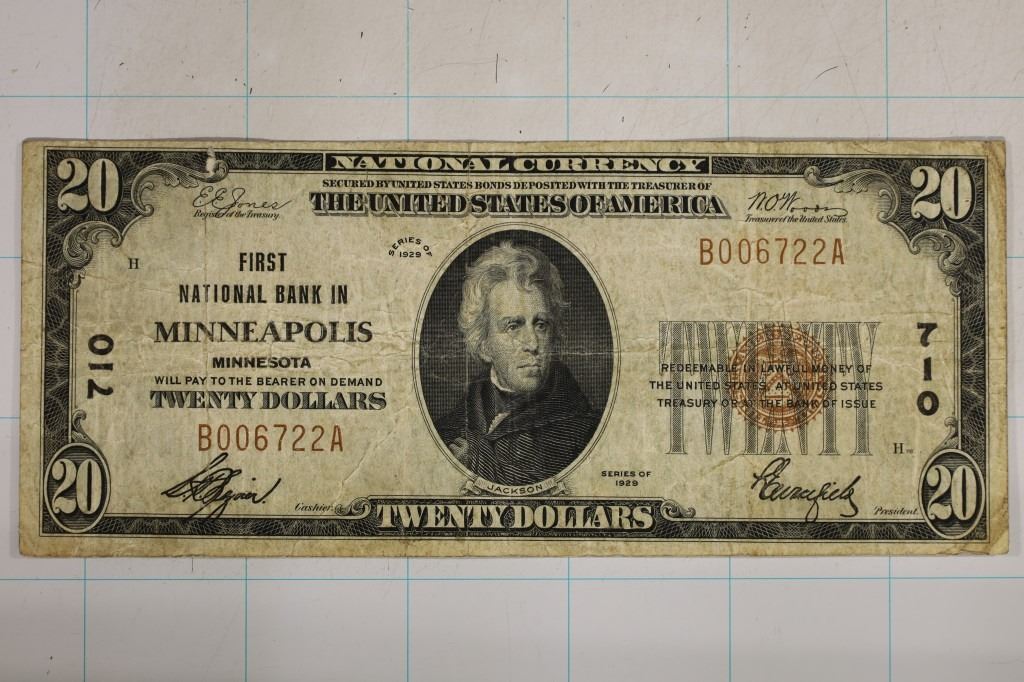 NATIONAL CURRENCY
SECURED BY UNITED STATES BONDS DEPOSITED WITH THE TREASURER OF
THE UNITED STATES OF AMERICA
20
20
E E Jones
Register of the Treasury
W.O. Woods
Treasurer of the United States
SERIES OF
1929
B006722A
H
FIRST
NATIONAL BANK IN
MINNEAPOLIS
MINNESOTA
WILL PAY TO THE BEARER ON DEMAND
TWENTY DOLLARS
B006722A
710
710
TWENTY
REDEEMABLE IN LAWFUL MONEY OF
THE UNITED STATES, AT UNITED STATES
TREASURY OR AT THE BANK OF ISSUE
H
SERIES OF
1929
JACKSON
Cashier.
President.
20
TWENTY DOLLARS
20